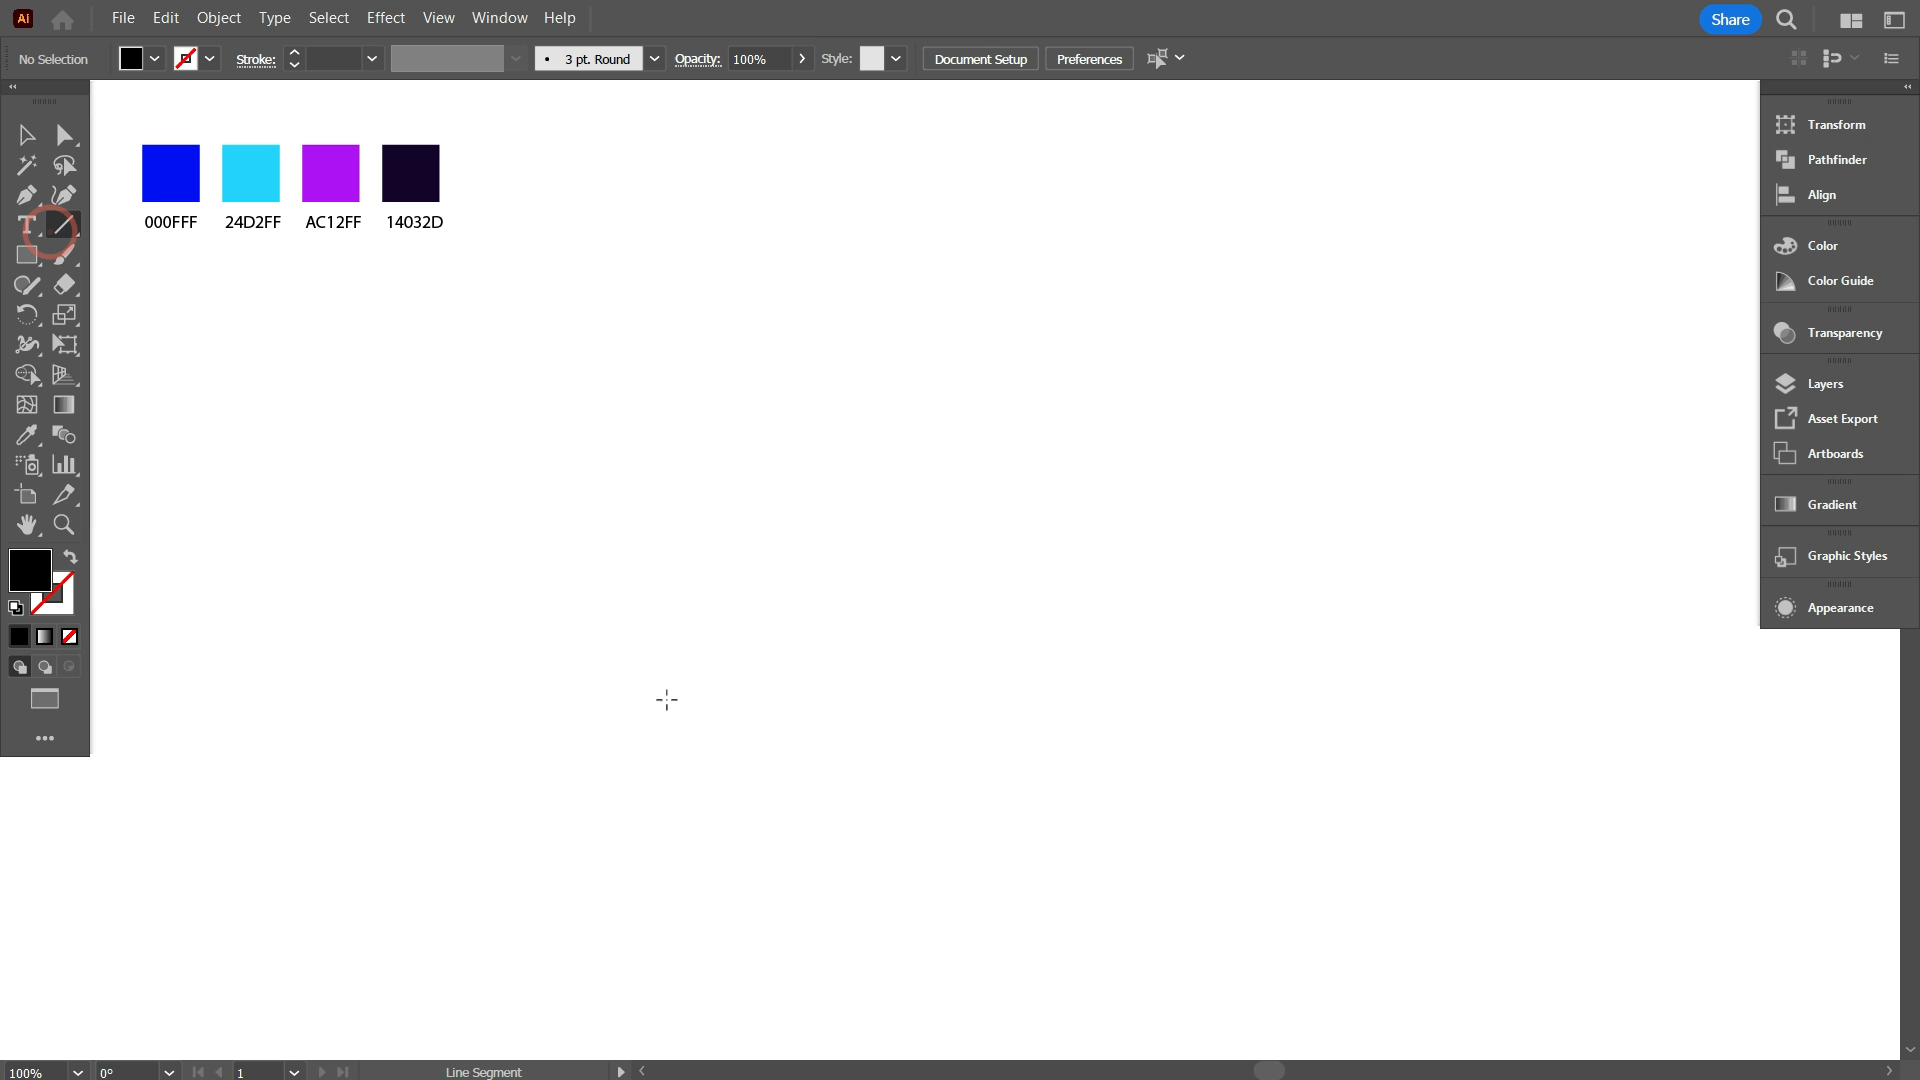 Ai File Edit Object Type Select Effect View Window Help Share
No Selection Stroke: 3 pt. Round Opacity: 100% Style: Document Setup Preferences
000FFF 24D2FF AC12FF 14032D
Transform
Pathfinder
Align
Color
Color Guide
Transparency
Layers
Asset Export
Artboards
Gradient
Graphic Styles
Appearance
100% 0° 1 Line Segment